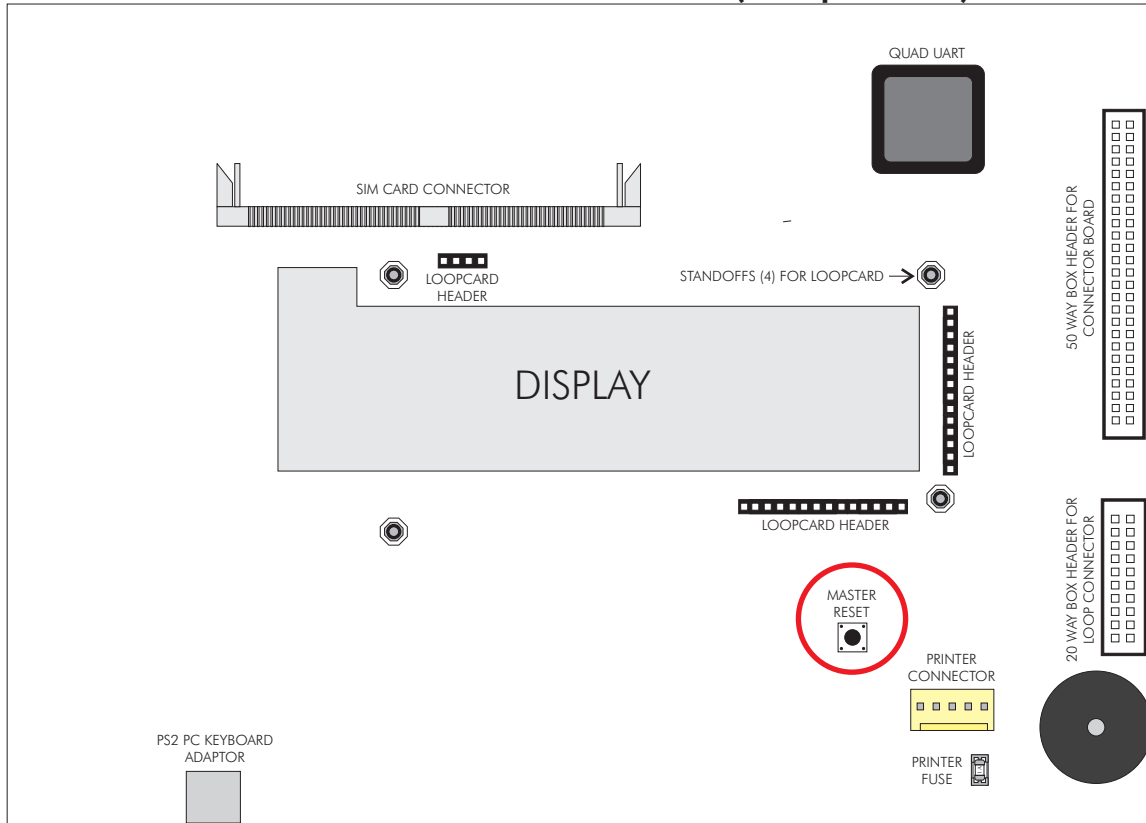 QUAD UART
SIM CARD CONNECTOR
LOOPCARD
HEADER
STANDOFFS (4) FOR LOOPCARD
50 WAY BOX HEADER FOR
CONNECTOR BOARD
DISPLAY
LOOPCARD HEADER
LOOPCARD HEADER
20 WAY BOX HEADER FOR
LOOP CONNECTOR
MASTER
RESET
PRINTER
CONNECTOR
PS2 PC KEYBOARD
ADAPTOR
PRINTER
FUSE